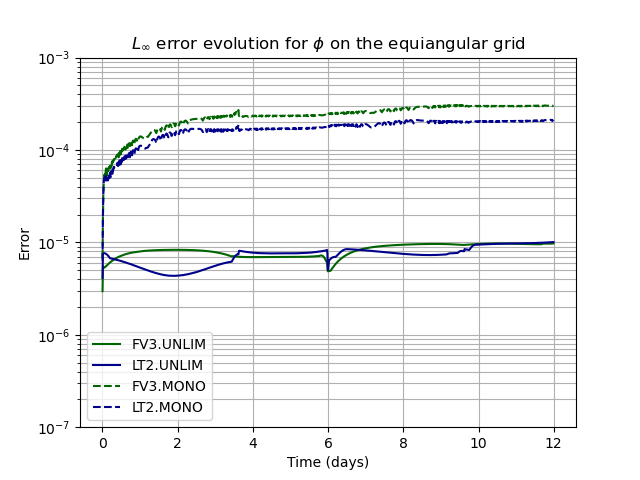 L∞ error evolution for ϕ on the equiangular grid
10⁻³
10⁻⁴
10⁻⁵
10⁻⁶
10⁻⁷
Error
FV3.UNLIM
LT2.UNLIM
FV3.MONO
LT2.MONO
0 2 4 6 8 10 12
Time (days)